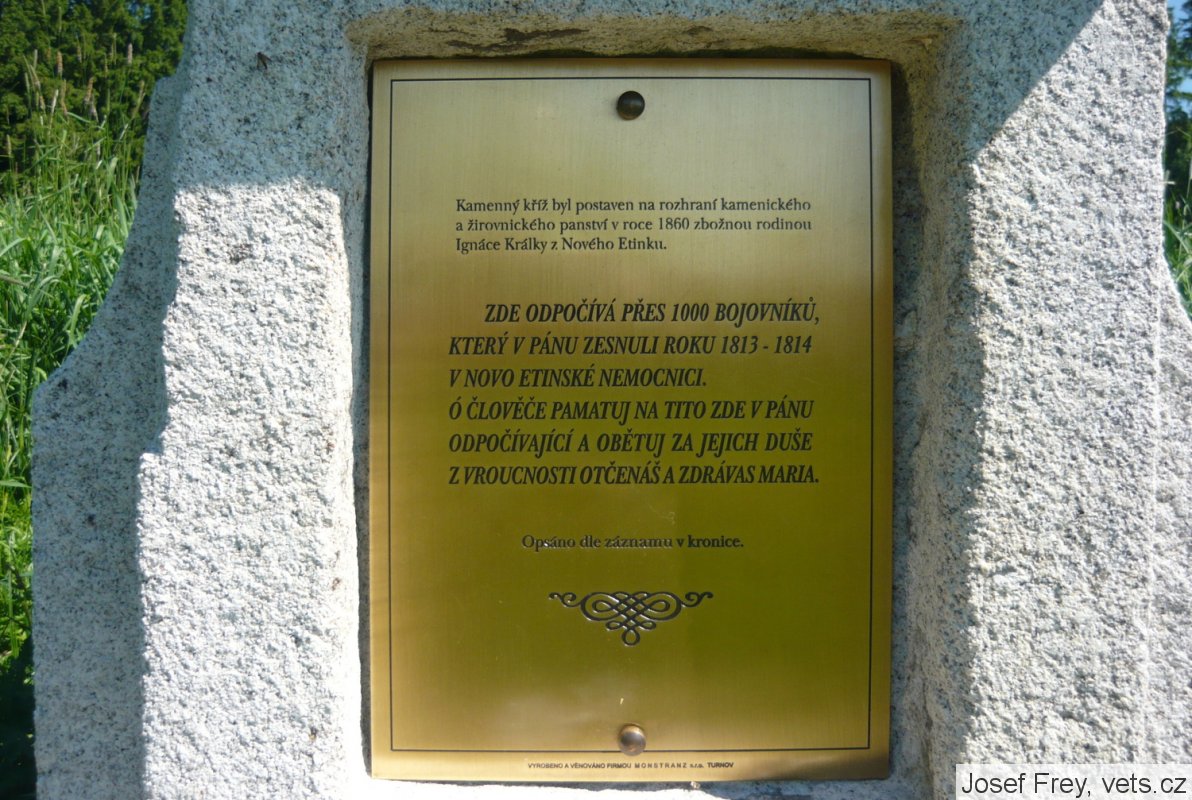 Kamenný kříž byl postaven na rozhraní kamenického
a žirovnického panství v roce 1860 zbožnou rodinou
Ignáce Králky z Nového Etinku.
ZDE ODPOČÍVÁ PŘES 1000 BOJOVNÍKŮ,
KTERÝ V PÁNU ZESNULI ROKU 1813 - 1814
V NOVO ETINSKÉ NEMOCNICI.
Ó ČLOVĚČE PAMATUJ NA TITO ZDE V PÁNU
ODPOČÍVAJÍCÍ A OBĚTUJ ZA JEJICH DUŠE
Z VROUCNOSTI OTČENÁŠ A ZDRÁVAS MARIA.
Opsáno dle záznamu v kronice.
VYROBENO A VĚNOVÁNO FIRMOU MONSTRANZ s.r.o. TURNOV
Josef Frey, vets.cz